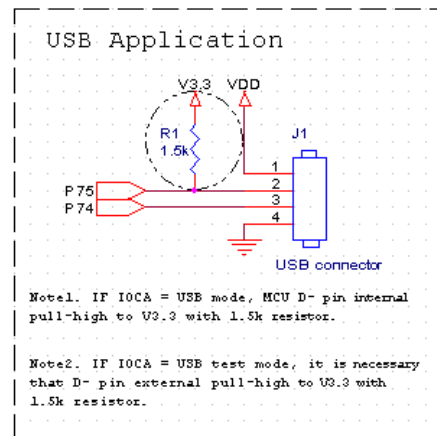 USB Application
V3.3 VDD
R1
1.5k
J1
1
P75 2
P74 3
4
USB connector
Note1. IF IOCA = USB mode, MCU D- pin internal
pull-high to V3.3 with 1.5k resistor.
Note2. IF IOCA = USB test mode, it is necessary
that D- pin external pull-high to V3.3 with
1.5k resistor.